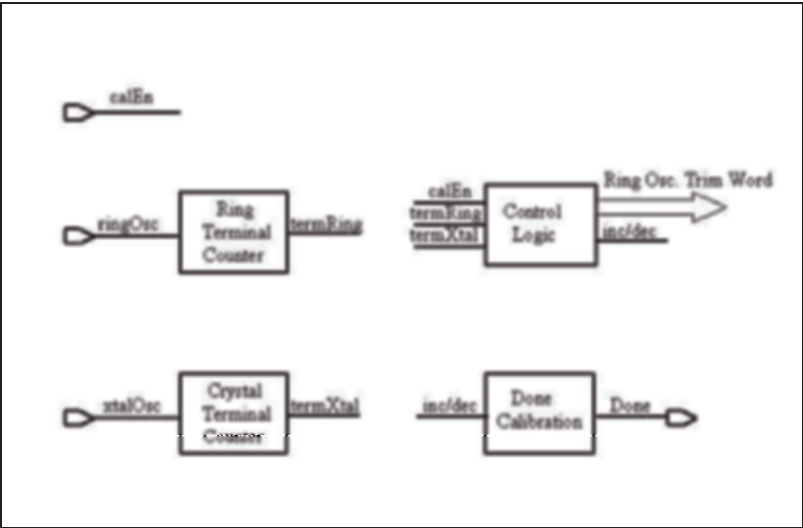 calEn
ringOsc
Ring
Terminal
Counter
termRing
calEn
termRing
termXtal
Control
Logic
Ring Osc. Trim Word
inc/dec
xtalOsc
Crystal
Terminal
Counter
termXtal
inc/dec
Done
Calibration
Done